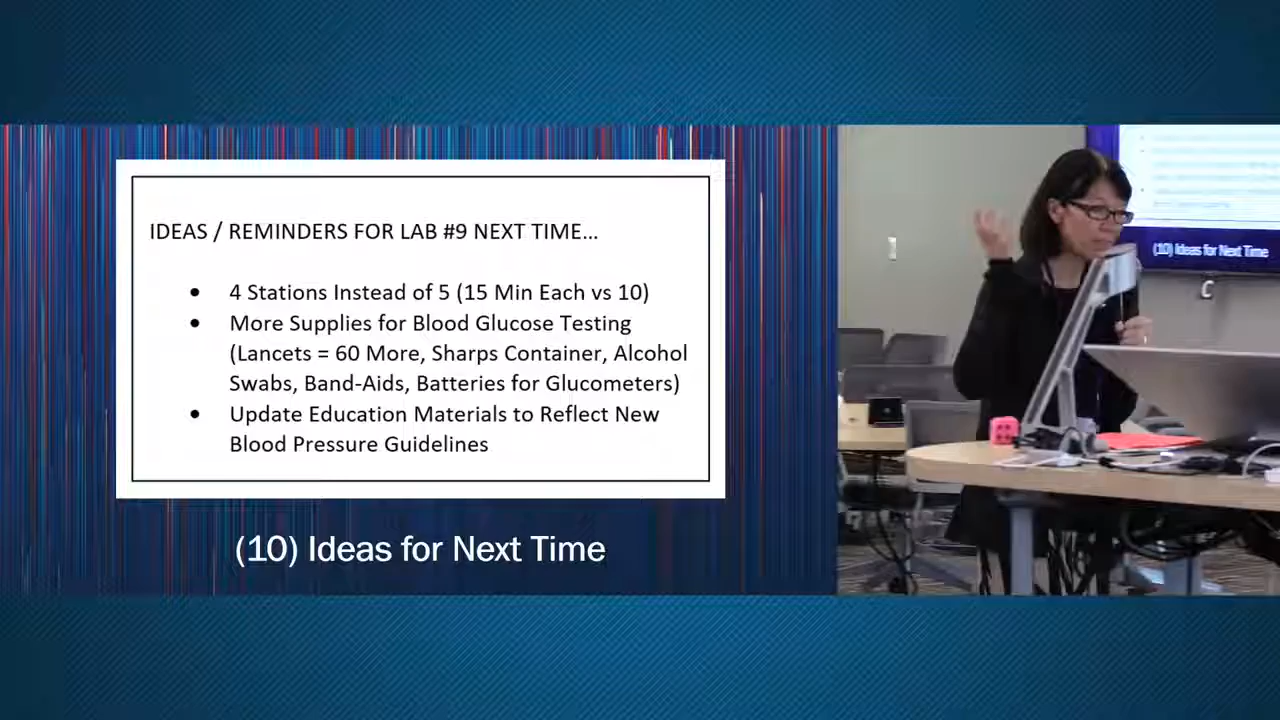 IDEAS / REMINDERS FOR LAB #9 NEXT TIME…
• 4 Stations Instead of 5 (15 Min Each vs 10)
• More Supplies for Blood Glucose Testing
(Lancets = 60 More, Sharps Container, Alcohol
Swabs, Band-Aids, Batteries for Glucometers)
• Update Education Materials to Reflect New
Blood Pressure Guidelines
(10) Ideas for Next Time
(10) Ideas for Next Time